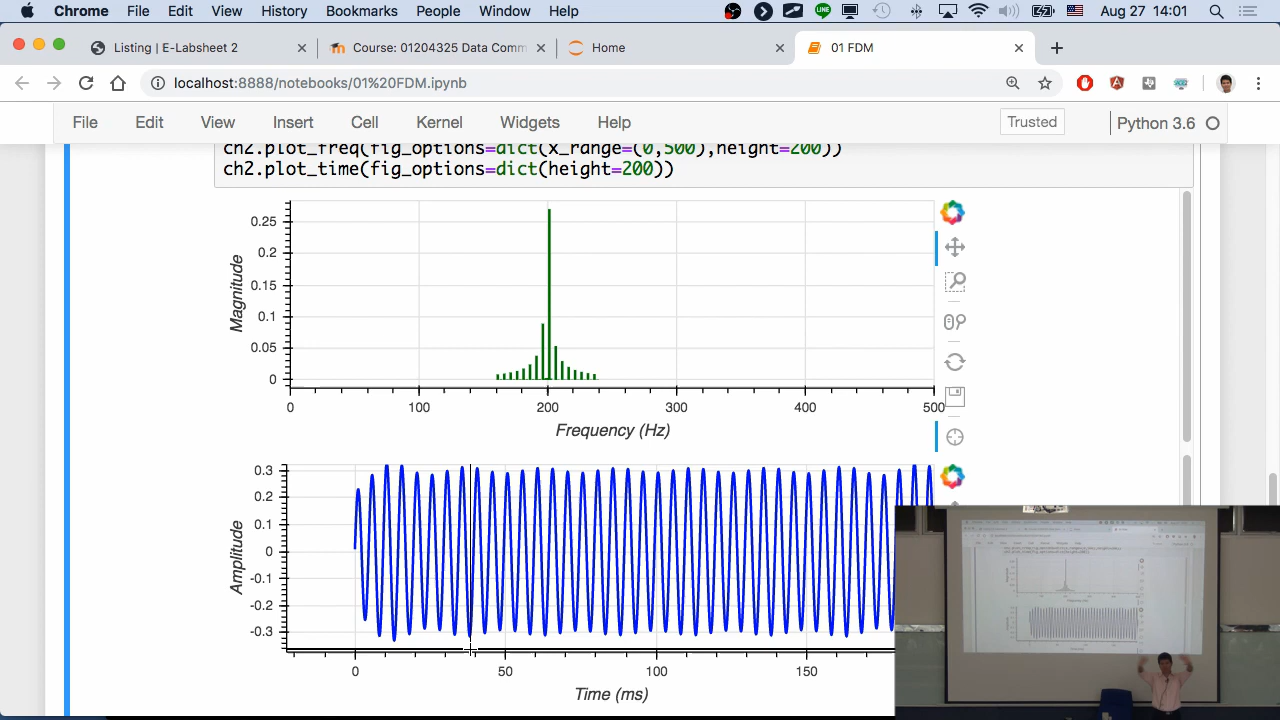 Chrome File Edit View History Bookmarks People Window Help Aug 27 14:01
Listing | E-Labsheet 2 Course: 01204325 Data Comm Home 01 FDM
localhost:8888/notebooks/01%20FDM.ipynb
File Edit View Insert Cell Kernel Widgets Help Trusted Python 3.6
ch2.plot_freq(fig_options=dict(x_range=(0,500),height=200))
ch2.plot_time(fig_options=dict(height=200))
0.25
0.2
0.15
0.1
0.05
0
Magnitude
0 100 200 300 400 500
Frequency (Hz)
0.3
0.2
0.1
0
-0.1
-0.2
-0.3
Amplitude
0 50 100 150
Time (ms)